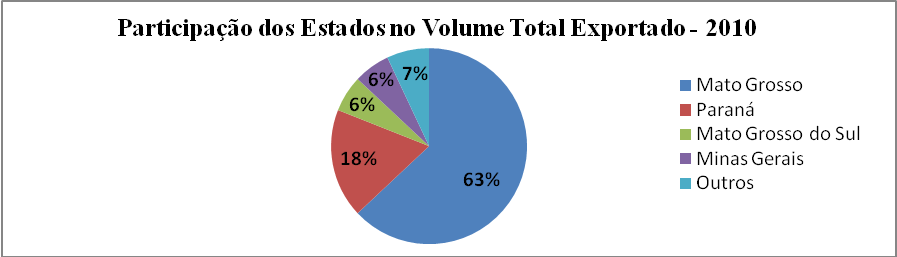 Participação dos Estados no Volume Total Exportado - 2010
7%
6%
6%
18%
63%
Mato Grosso
Paraná
Mato Grosso do Sul
Minas Gerais
Outros